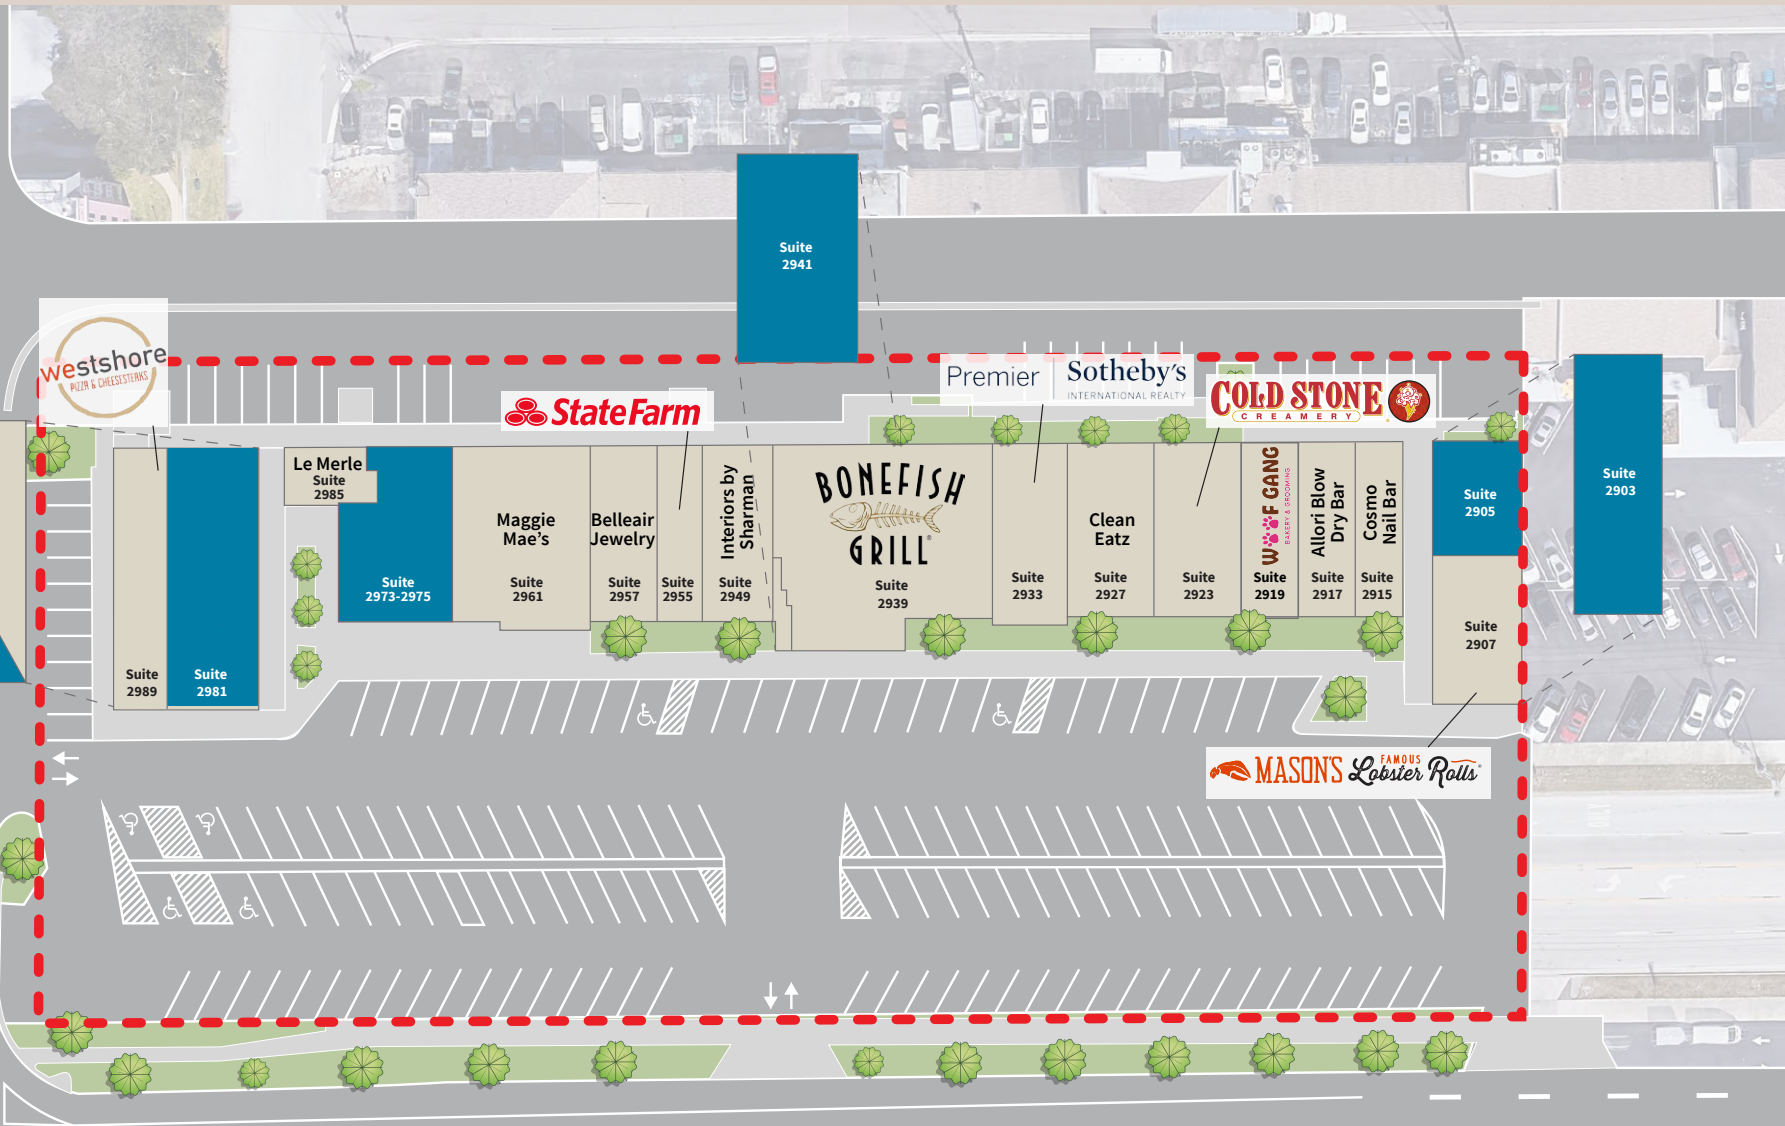 Suite
2941
westshore
PIZZA & CHEESESTEAKS
StateFarm
Premier
Sotheby's
INTERNATIONAL REALTY
COLD STONE
CREAMERY
Suite
2989
Suite
2981
Le Merle
Suite
2985
Suite
2973-2975
Maggie
Mae's
Suite
2961
Belleair
Jewelry
Suite
2957
Suite
2955
Interiors by
Sharman
Suite
2949
BONEFISH
GRILL
Suite
2939
Suite
2933
Clean
Eatz
Suite
2927
Suite
2923
WOOF GANG
BAKERY & GROOMING
Suite
2919
Allori Blow
Dry Bar
Suite
2917
Cosmo
Nail Bar
Suite
2915
Suite
2905
Suite
2907
Suite
2903
MASON'S
FAMOUS
Lobster Rolls